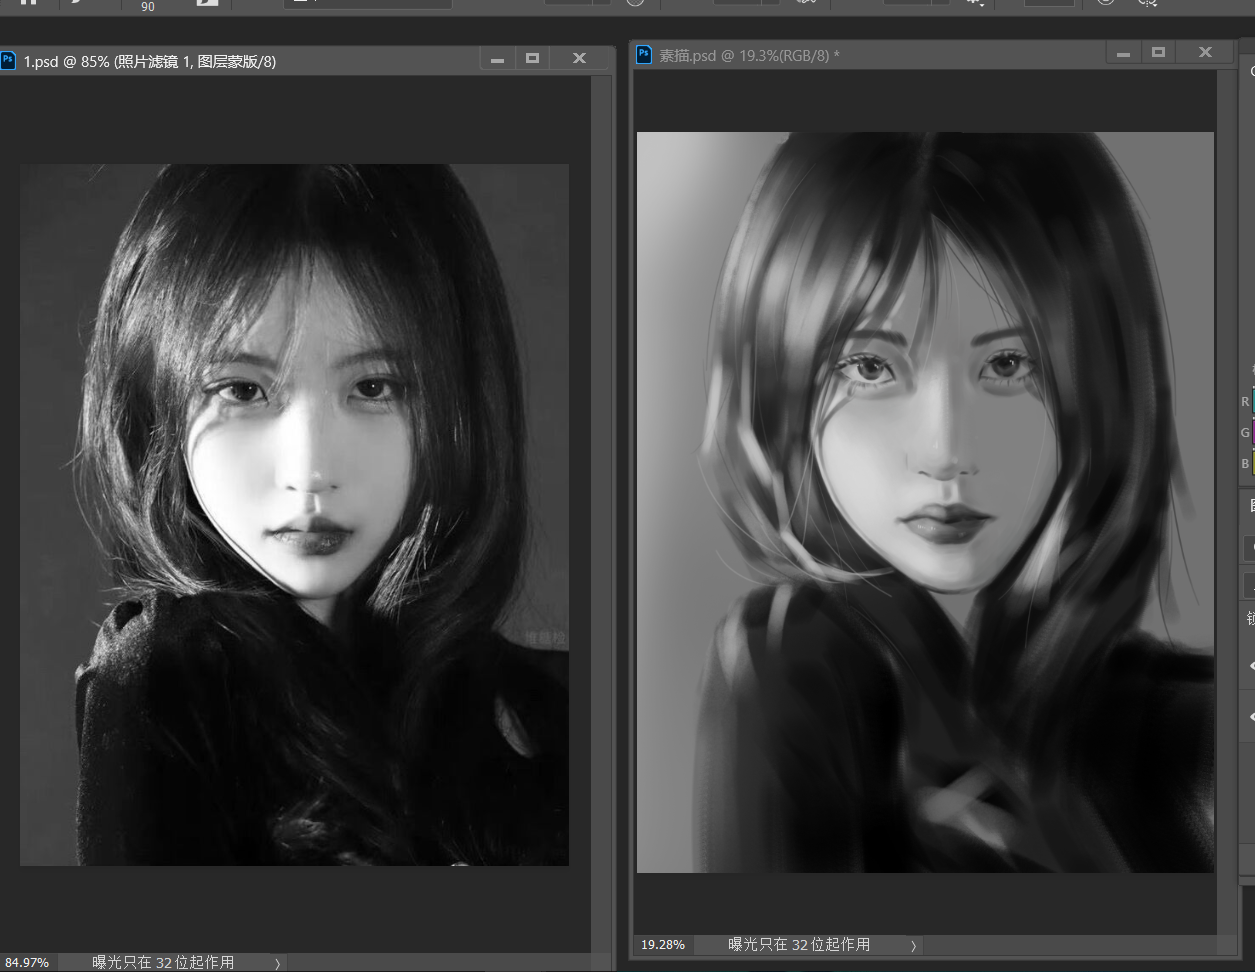 90
Ps
1.psd @ 85% (照片滤镜 1, 图层蒙版/8)
Ps
素描.psd @ 19.3%(RGB/8) *
R
G
B
84.97%
曝光只在 32 位起作用
19.28%
曝光只在 32 位起作用